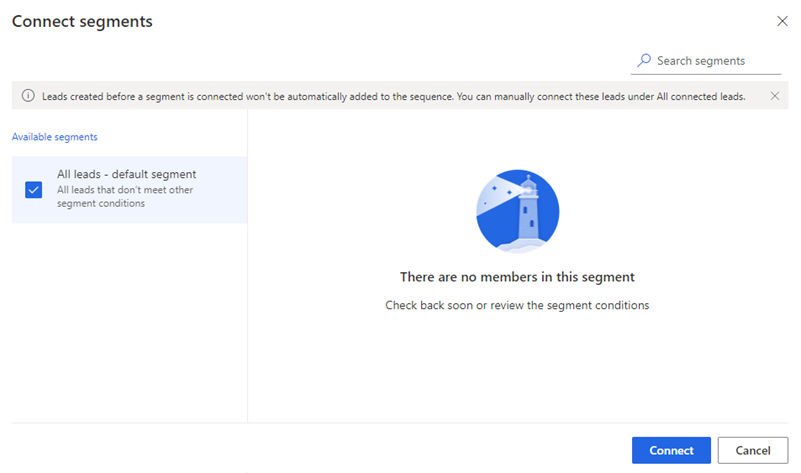 Connect segments
Search segments
Leads created before a segment is connected won't be automatically added to the sequence. You can manually connect these leads under All connected leads.
Available segments
All leads - default segment
All leads that don't meet other
segment conditions
There are no members in this segment
Check back soon or review the segment conditions
Connect
Cancel